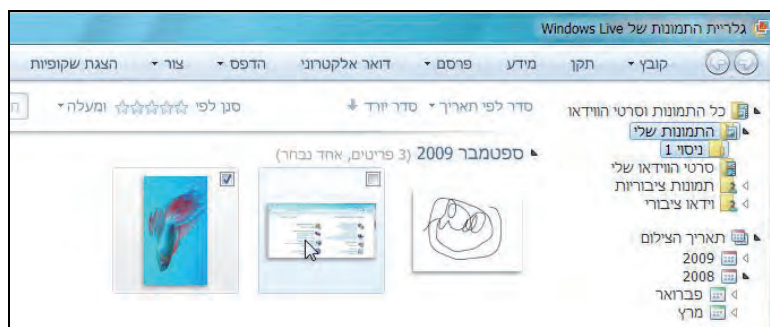 גלריית התמונות של Windows Live
קובץ תקן מידע פרסם דואר אלקטרוני הדפס צור הצגת שקופיות
סדר לפי תאריך סדר יורד סנן לפי ומעלה
כל התמונות וסרטי הווידאו
התמונות שלי
ניסוי 1
סרטי הווידאו שלי
תמונות ציבוריות
וידאו ציבורי
תאריך הצילום
2009
2008
פברואר
מרץ
ספטמבר 2009 (3 פריטים, אחד נבחר)